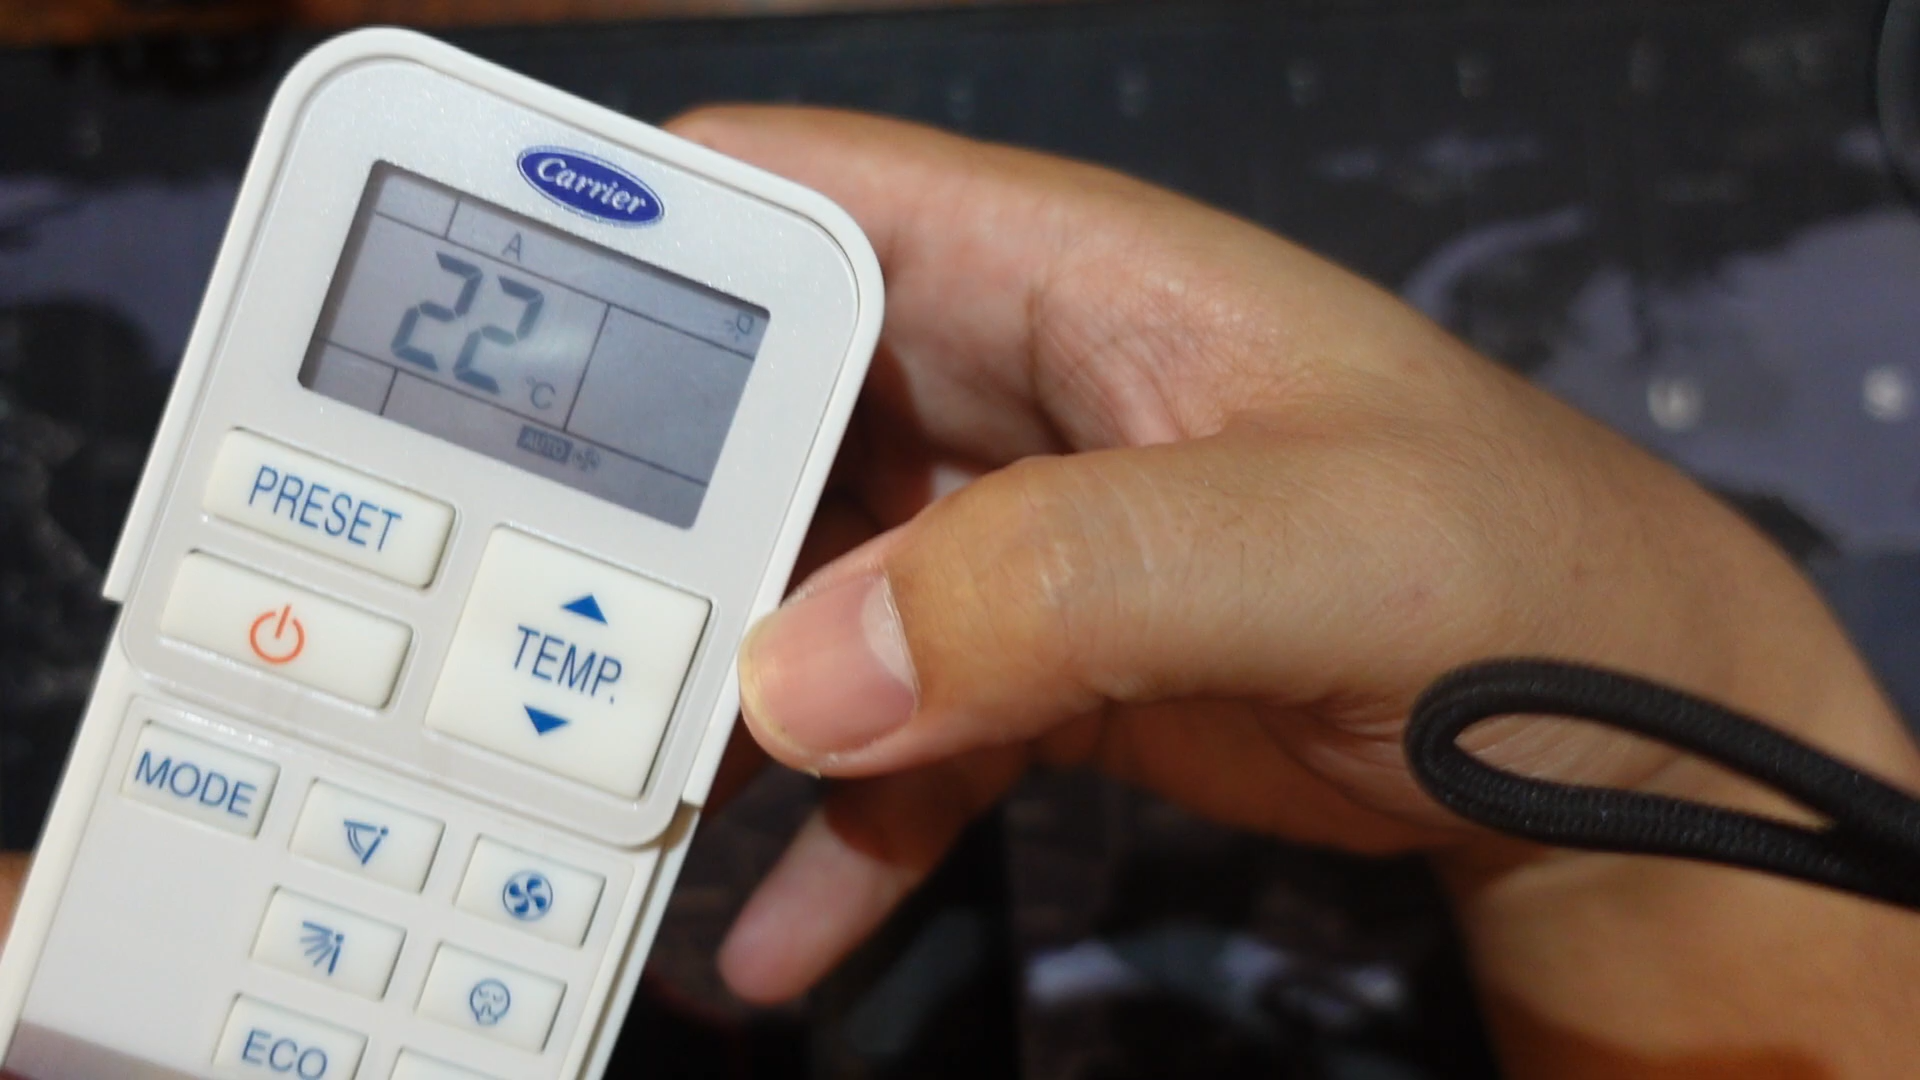 Carrier
A
22
°C
AUTO
PRESET
TEMP.
MODE
ECO